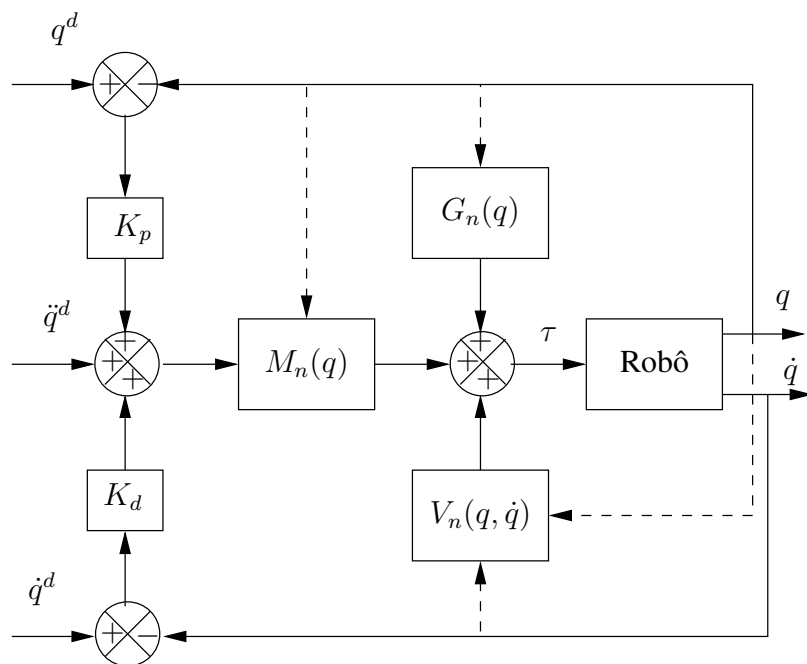 q^d
+ −
G_n(q)
K_p
q̈^d
+
+
+
M_n(q)
+
+
+
τ
Robô
q
q̇
K_d
V_n(q, q̇)
q̇^d
+ −